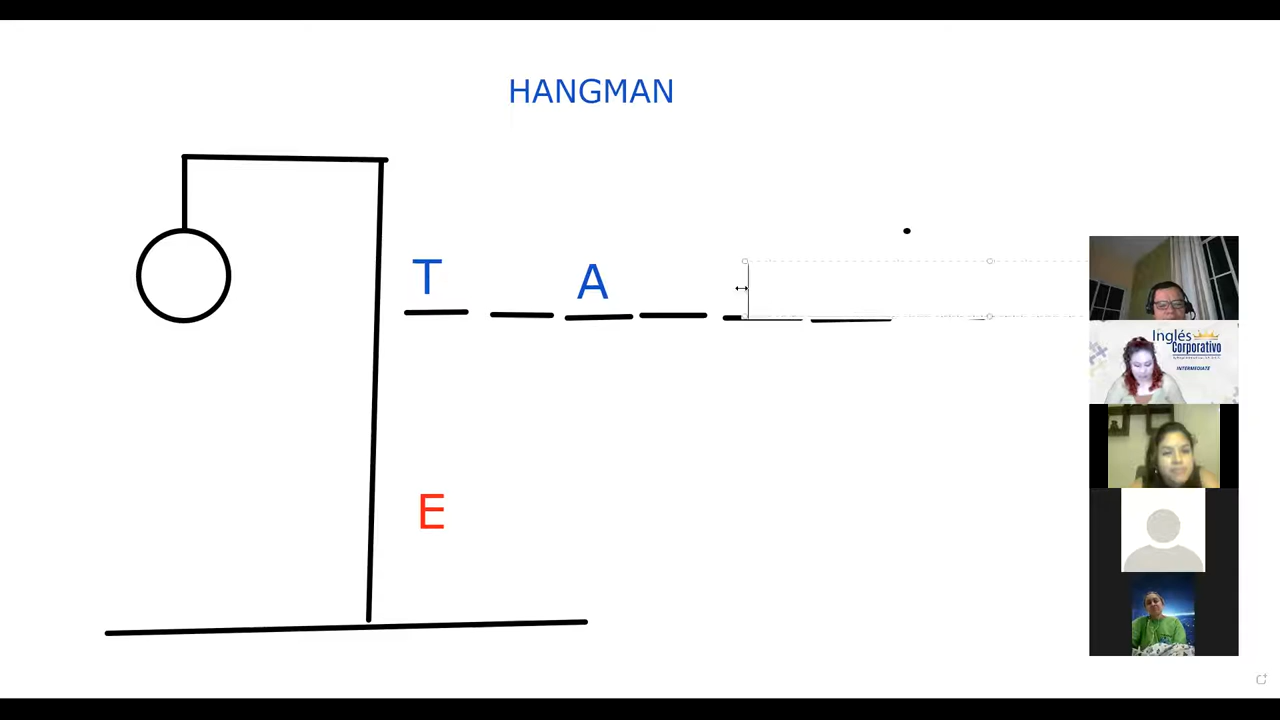 HANGMAN
T A
E
Inglés
Corporativo
INTERMEDIATE